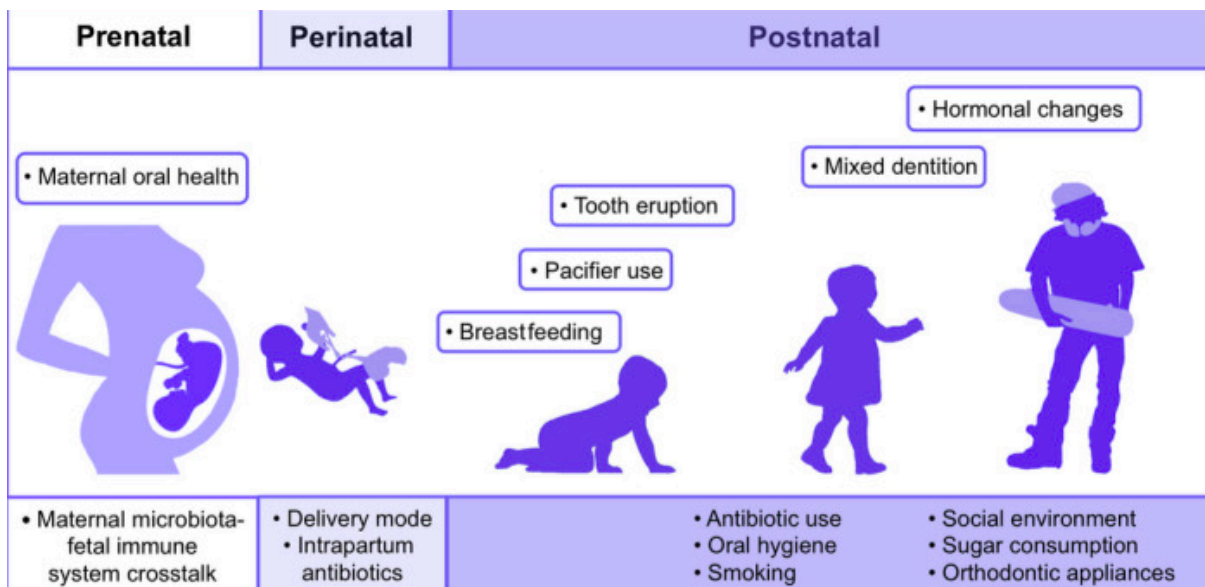 Prenatal
Perinatal
Postnatal
• Hormonal changes
• Maternal oral health
• Mixed dentition
• Tooth eruption
• Pacifier use
• Breastfeeding
• Maternal microbiota-
fetal immune
system crosstalk
• Delivery mode
• Intrapartum
antibiotics
• Antibiotic use
• Oral hygiene
• Smoking
• Social environment
• Sugar consumption
• Orthodontic appliances